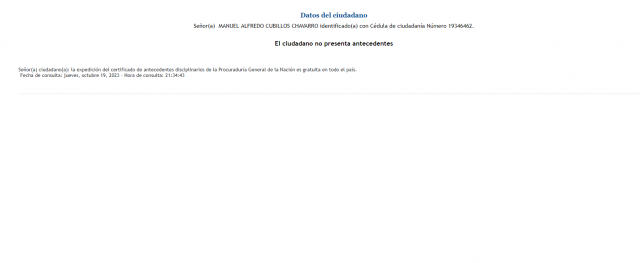 Datos del ciudadano
Señor(a) MANUEL ALFREDO CUBILLOS CHAVARRO identificado(a) con Cédula de ciudadanía Número 19346462.
El ciudadano no presenta antecedentes
Señor(a) ciudadano(a): la expedición del certificado de antecedentes disciplinarios de la Procuraduría General de la Nación es gratuita en todo el país.
Fecha de consulta: jueves, octubre 19, 2023 - Hora de consulta: 21:34:43